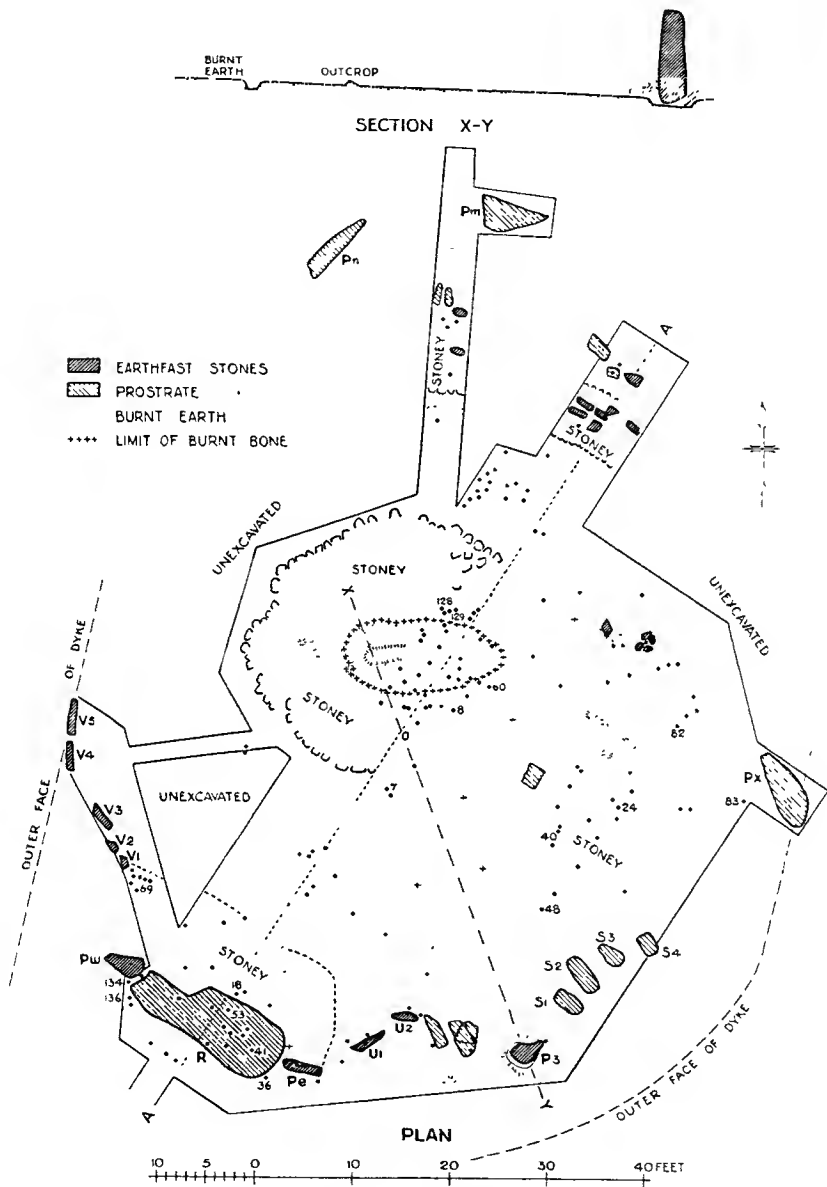 BURNT
EARTH
OUTCROP
SECTION X-Y
Pm
Pn
STONEY
A
EARTHFAST STONES
PROSTRATE
BURNT EARTH
++++ LIMIT OF BURNT BONE
STONEY
UNEXCAVATED
STONEY
X
128
129
UNEXCAVATED
60
STONEY
8
0
82
OF DYKE
V5
V4
UNEXCAVATED
7
Px
83
24
V3
V2
V1
40
STONEY
69
OUTER FACE
48
STONEY
S3
S4
Pw
S2
134
18
136
53
S1
U2
R
41
U1
P3
36
Pe
A
Y
OUTER FACE OF DYKE
PLAN
10 5 0 10 20 30 40 FEET